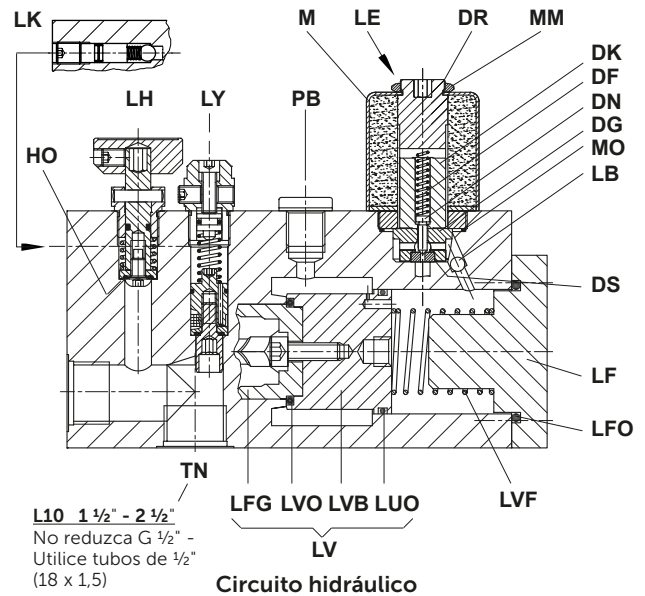 LK
M
LE
DR
MM
DK
DF
DN
DG
MO
LB
LH
LY
PB
HO
DS
LF
LFO
TN
LFG LVO LVB LUO
LVF
LV
L10 1 ½" - 2 ½"
No reduzca G ½" -
Utilice tubos de ½"
(18 x 1,5)
Circuito hidráulico